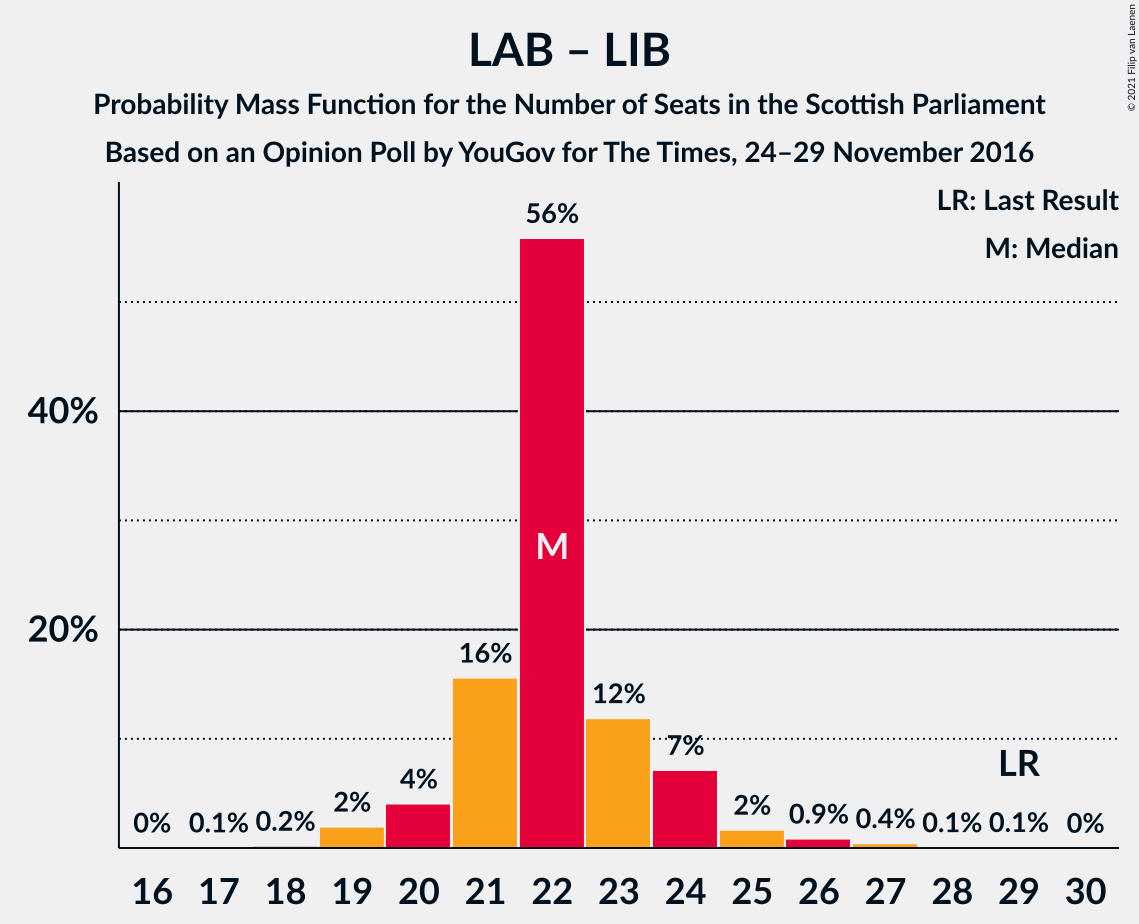 LAB – LIB
Probability Mass Function for the Number of Seats in the Scottish Parliament
Based on an Opinion Poll by YouGov for The Times, 24–29 November 2016
© 2021 Filip van Laenen
LR: Last Result
M: Median
56%
40%
M
20%
16%
12%
7%
LR
4%
2%
2%
0% 0.1% 0.2% 0.9% 0.4% 0.1% 0.1% 0%
16 17 18 19 20 21 22 23 24 25 26 27 28 29 30